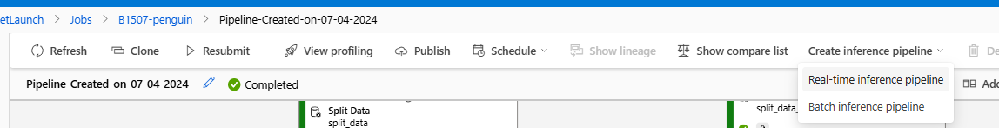 etLaunch > Jobs > B1507-penguin > Pipeline-Created-on-07-04-2024
Refresh Clone Resubmit View profiling Publish Schedule Show lineage Show compare list Create inference pipeline De
Pipeline-Created-on-07-04-2024 Completed Add
Real-time inference pipeline
Batch inference pipeline
Split Data
split_data
split_data_